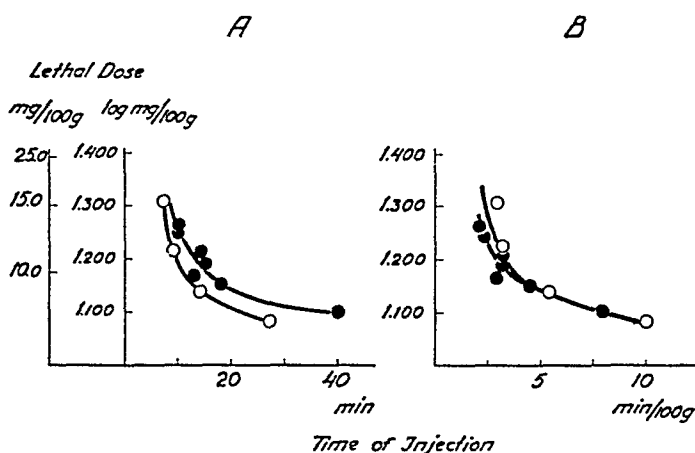 A B
Lethal Dose
mg/100g log mg/100g
25.0 1.400 1.400
15.0 1.300 1.300
1.200 1.200
10.0
1.100 1.100
20 40 5 10
min min/100g
Time of Injection